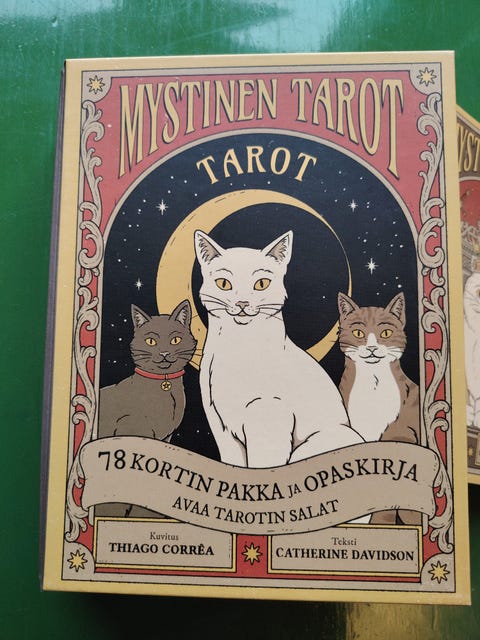 MYSTINEN TAROT
TAROT
78 KORTIN PAKKA JA OPASKIRJA
AVAA TAROTIN SALAT
Kuvitus
THIAGO CORRÊA
Teksti
CATHERINE DAVIDSON